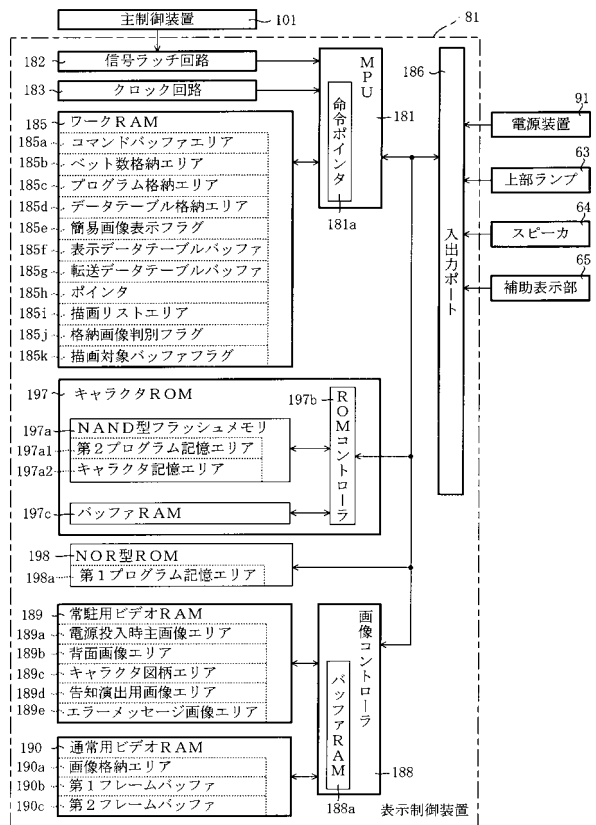 主制御装置 101
81
182 信号ラッチ回路
183 クロック回路
MPU
181
命令ポインタ
181a
186
入出力ポート
91
電源装置
63
上部ランプ
64
スピーカ
65
補助表示部
185 ワークRAM
185a コマンドバッファエリア
185b ベット数格納エリア
185c プログラム格納エリア
185d データテーブル格納エリア
185e 簡易画像表示フラグ
185f 表示データテーブルバッファ
185g 転送データテーブルバッファ
185h ポインタ
185i 描画リストエリア
185j 格納画像判別フラグ
185k 描画対象バッファフラグ
197 キャラクタROM
197b
ROMコントローラ
197a NAND型フラッシュメモリ
197a1 第2プログラム記憶エリア
197a2 キャラクタ記憶エリア
197c バッファRAM
198 NOR型ROM
198a 第1プログラム記憶エリア
189 常駐用ビデオRAM
189a 電源投入時主画像エリア
189b 背面画像エリア
189c キャラクタ図柄エリア
189d 告知演出用画像エリア
189e エラーメッセージ画像エリア
画像コントローラ
バッファRAM
188
188a
190 通常用ビデオRAM
190a 画像格納エリア
190b 第1フレームバッファ
190c 第2フレームバッファ
表示制御装置